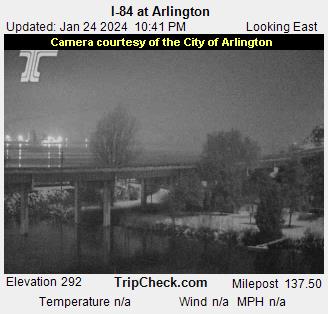 I-84 at Arlington
Updated: Jan 24 2024 10:41 PM Looking East
Camera courtesy of the City of Arlington
Elevation 292 TripCheck.com Milepost 137.50
Temperature n/a Wind n/a MPH n/a